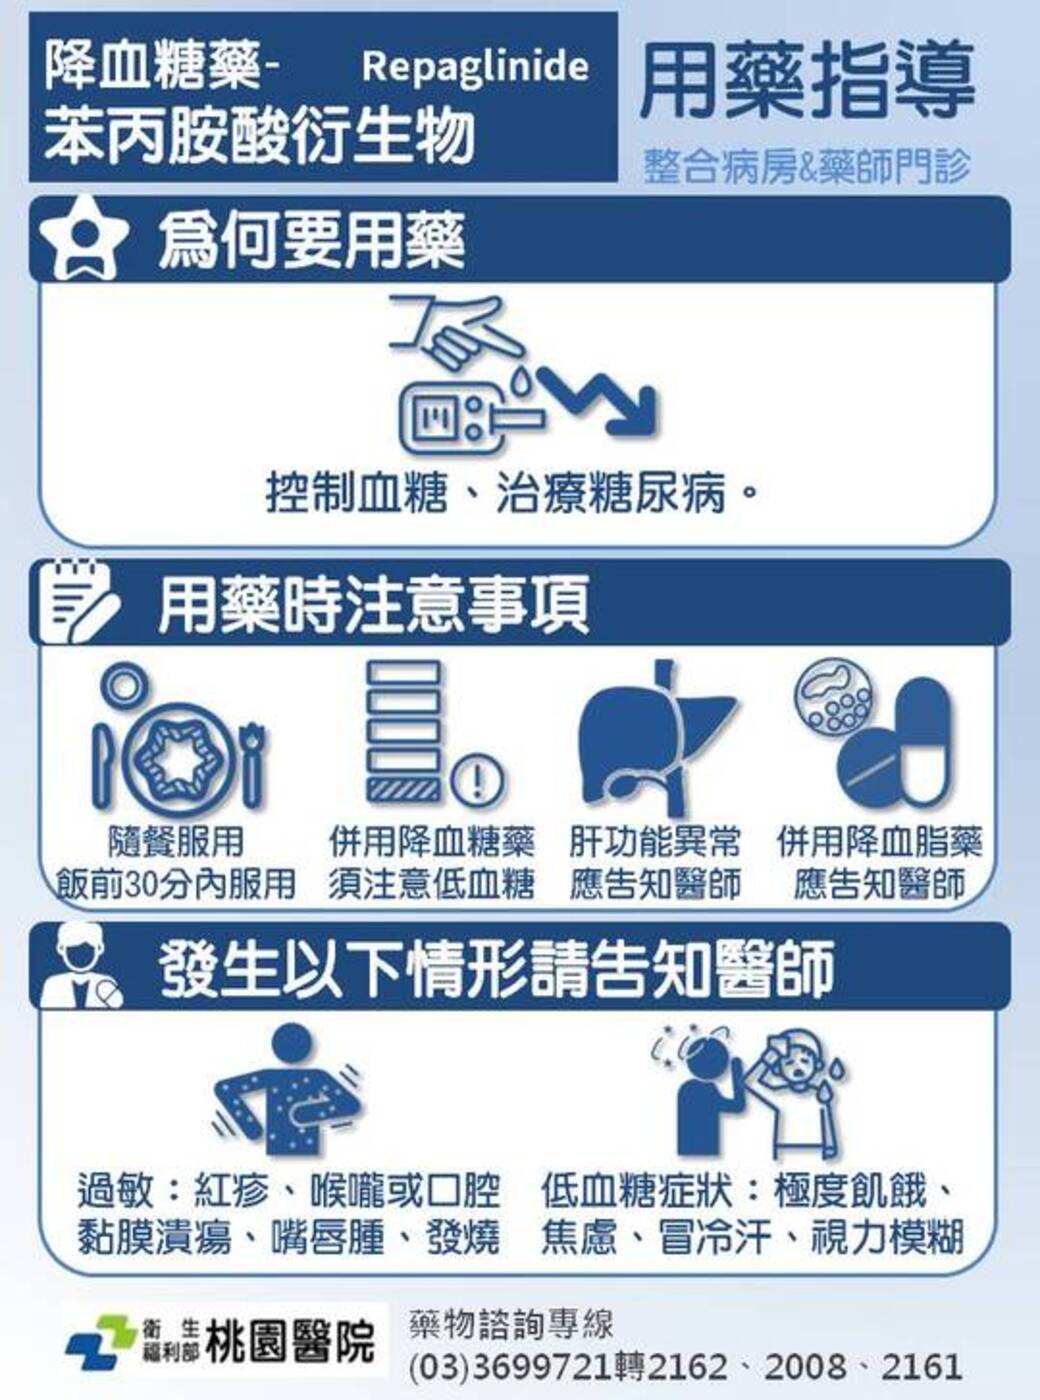 降血糖藥- Repaglinide
苯丙胺酸衍生物
用藥指導
整合病房&藥師門診
爲何要用藥
控制血糖、治療糖尿病。
用藥時注意事項
隨餐服用
飯前30分內服用
併用降血糖藥
須注意低血糖
肝功能異常
應告知醫師
併用降血脂藥
應告知醫師
發生以下情形請告知醫師
過敏：紅疹、喉嚨或口腔
黏膜潰瘍、嘴唇腫、發燒
低血糖症狀：極度飢餓、
焦慮、冒冷汗、視力模糊
衛生
福利部
桃園醫院
藥物諮詢專線
(03)3699721轉2162、2008、2161